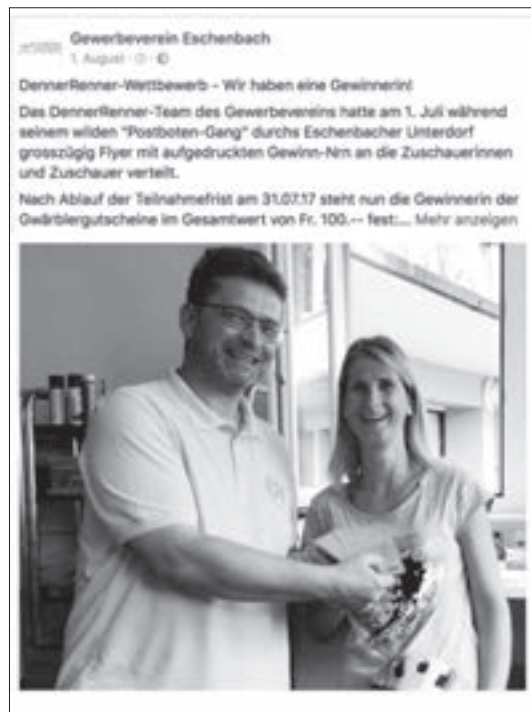 Gewerbeverein Eschenbach
1. August
DennerRenner-Wettbewerb – Wir haben eine Gewinnerin!
Das DennerRenner-Team des Gewerbevereins hatte am 1. Juli während
seinem wilden "Postboten-Gang" durchs Eschenbacher Unterdorf
grosszügig Flyer mit aufgedruckten Gewinn-Nrn an die Zuschauerinnen
und Zuschauer verteilt.
Nach Ablauf der Teilnahmefrist am 31.07.17 steht nun die Gewinnerin der
Gwärblergutscheine im Gesamtwert von Fr. 100.-- fest:... Mehr anzeigen